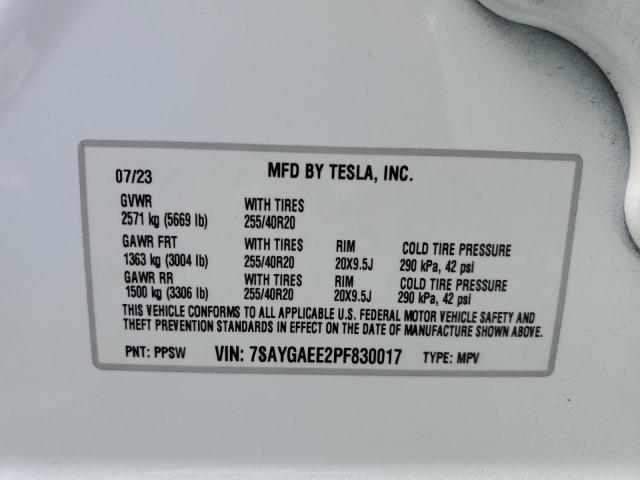 07/23 MFD BY TESLA, INC.
GVWR WITH TIRES
2571 kg (5669 lb) 255/40R20
GAWR FRT WITH TIRES RIM COLD TIRE PRESSURE
1363 kg (3004 lb) 255/40R20 20X9.5J 290 kPa, 42 psi
GAWR RR WITH TIRES RIM COLD TIRE PRESSURE
1500 kg (3306 lb) 255/40R20 20X9.5J 290 kPa, 42 psi
THIS VEHICLE CONFORMS TO ALL APPLICABLE U.S. FEDERAL MOTOR VEHICLE SAFETY AND
THEFT PREVENTION STANDARDS IN EFFECT ON THE DATE OF MANUFACTURE SHOWN ABOVE.
PNT: PPSW VIN: 7SAYGAEE2PF830017 TYPE: MPV